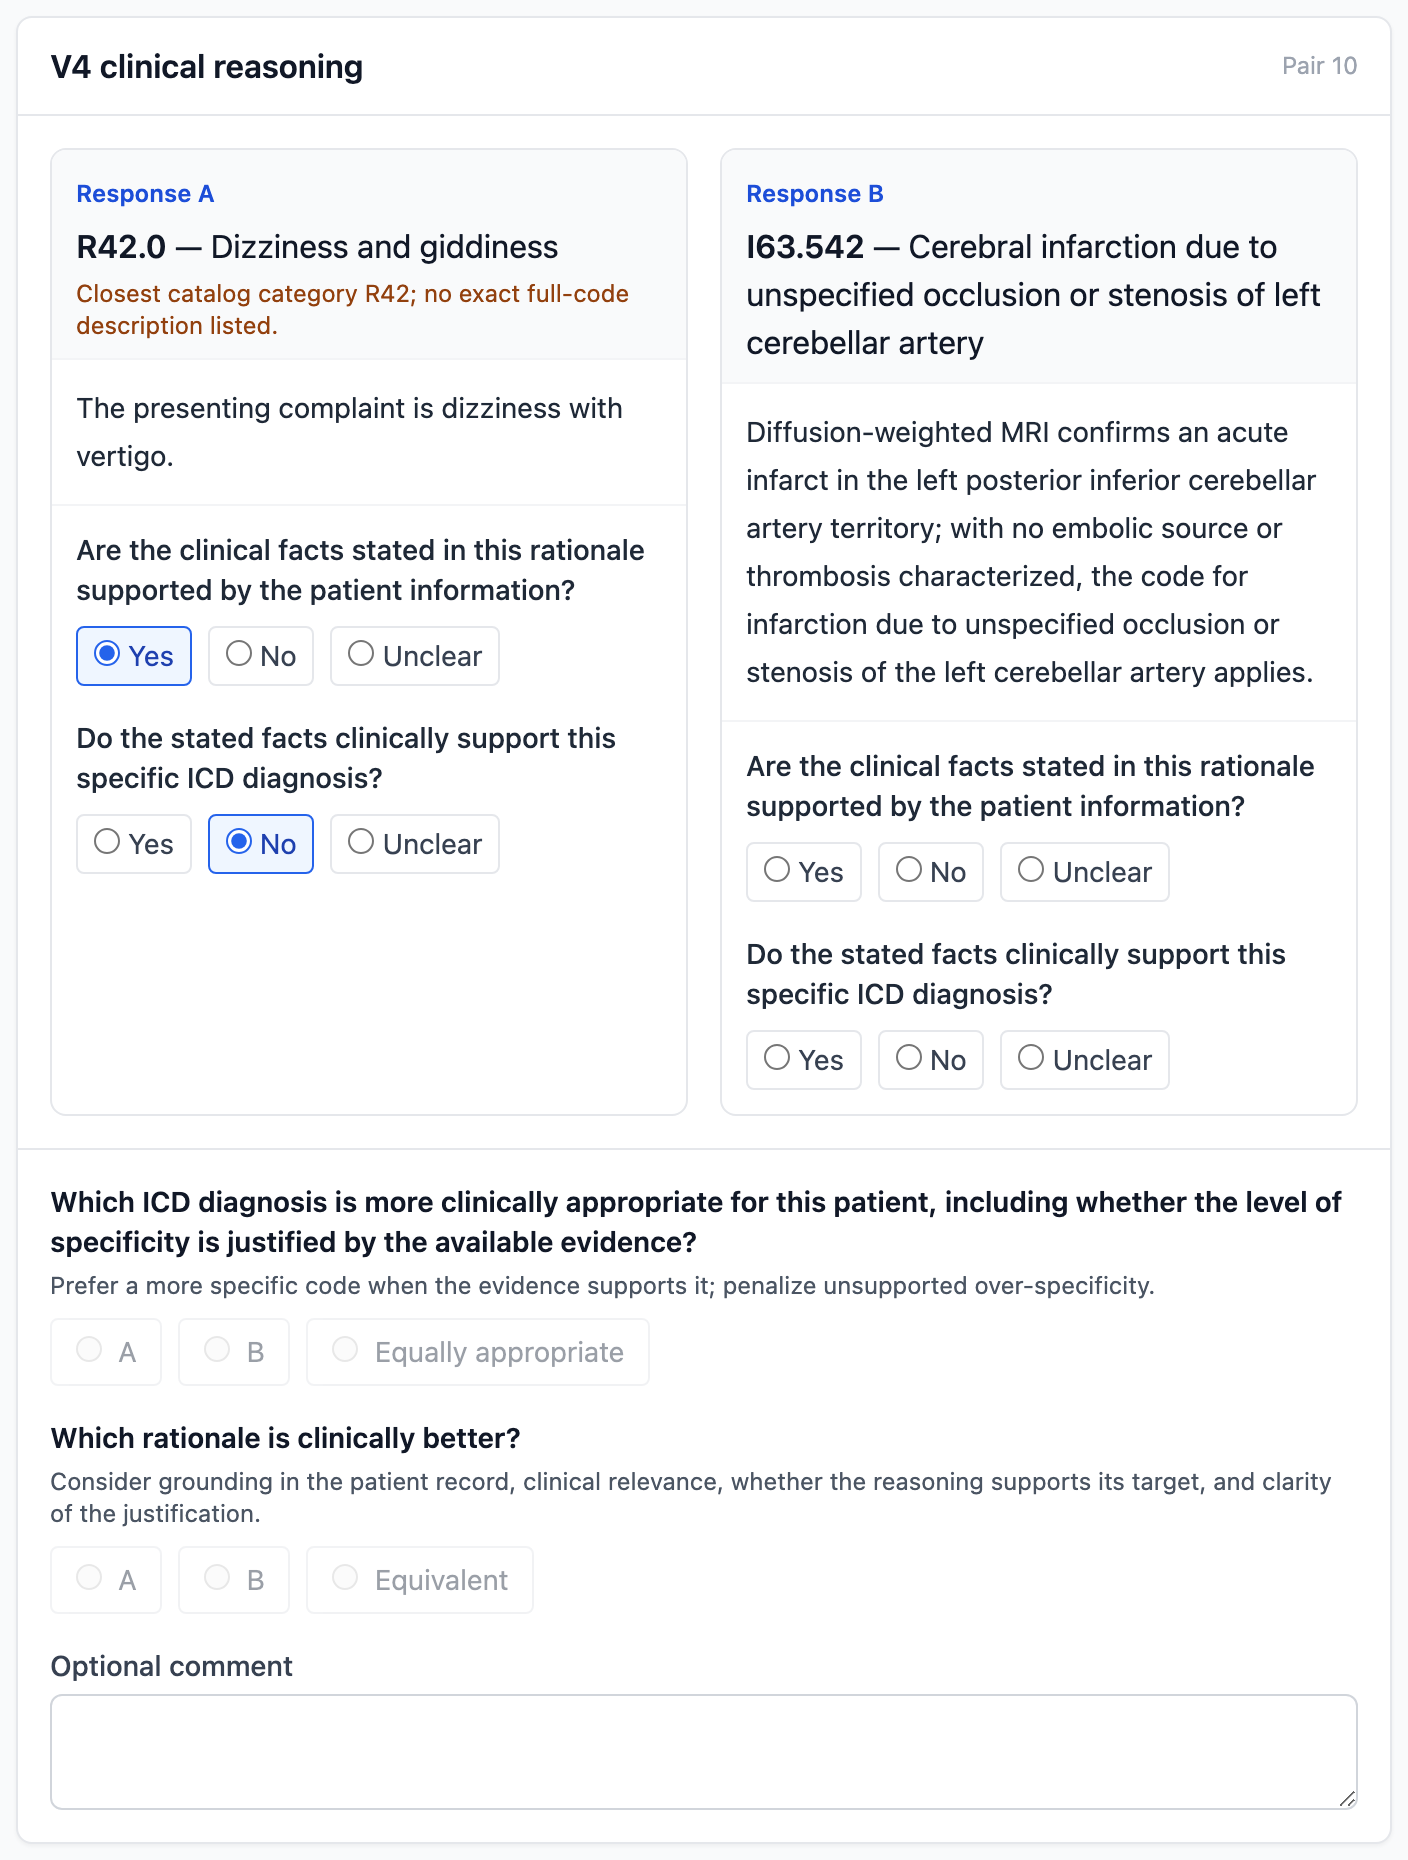 V4 clinical reasoning
Pair 10
Response A
R42.0 — Dizziness and giddiness
Closest catalog category R42; no exact full-code
description listed.
The presenting complaint is dizziness with
vertigo.
Are the clinical facts stated in this rationale
supported by the patient information?
Yes
No
Unclear
Do the stated facts clinically support this
specific ICD diagnosis?
Yes
No
Unclear
Response B
I63.542 — Cerebral infarction due to
unspecified occlusion or stenosis of left
cerebellar artery
Diffusion-weighted MRI confirms an acute
infarct in the left posterior inferior cerebellar
artery territory; with no embolic source or
thrombosis characterized, the code for
infarction due to unspecified occlusion or
stenosis of the left cerebellar artery applies.
Are the clinical facts stated in this rationale
supported by the patient information?
Yes
No
Unclear
Do the stated facts clinically support this
specific ICD diagnosis?
Yes
No
Unclear
Which ICD diagnosis is more clinically appropriate for this patient, including whether the level of
specificity is justified by the available evidence?
Prefer a more specific code when the evidence supports it; penalize unsupported over-specificity.
A
B
Equally appropriate
Which rationale is clinically better?
Consider grounding in the patient record, clinical relevance, whether the reasoning supports its target, and clarity
of the justification.
A
B
Equivalent
Optional comment